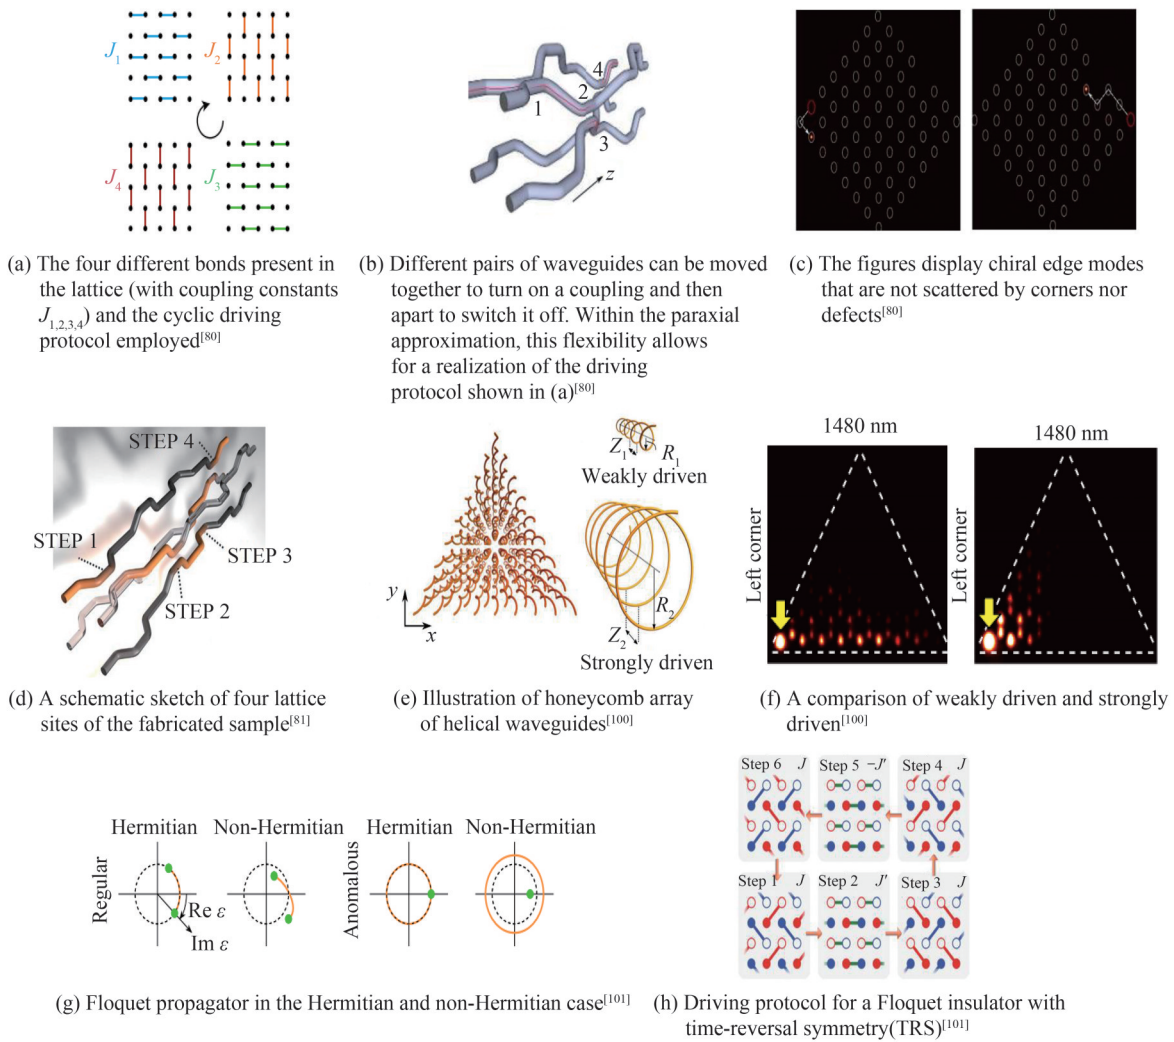 J1
J2
J4
J3
1
2
3
4
z
(a) The four different bonds present in
the lattice (with coupling constants
J1,2,3,4) and the cyclic driving
protocol employed[80]
(b) Different pairs of waveguides can be moved
together to turn on a coupling and then
apart to switch it off. Within the paraxial
approximation, this flexibility allows
for a realization of the driving
protocol shown in (a)[80]
(c) The figures display chiral edge modes
that are not scattered by corners nor
defects[80]
STEP 4
STEP 1
STEP 3
STEP 2
y
x
Z1
R1
Weakly driven
R2
Z2
Strongly driven
1480 nm
Left corner
1480 nm
Left corner
(d) A schematic sketch of four lattice
sites of the fabricated sample[81]
(e) Illustration of honeycomb array
of helical waveguides[100]
(f) A comparison of weakly driven and strongly
driven[100]
Hermitian
Non-Hermitian
Hermitian
Non-Hermitian
Regular
Anomalous
Re ε
Im ε
Step 6 J
Step 5 −J′
Step 4 J
Step 1 J
Step 2 J′
Step 3 J
(g) Floquet propagator in the Hermitian and non-Hermitian case[101]
(h) Driving protocol for a Floquet insulator with
time-reversal symmetry(TRS)[101]